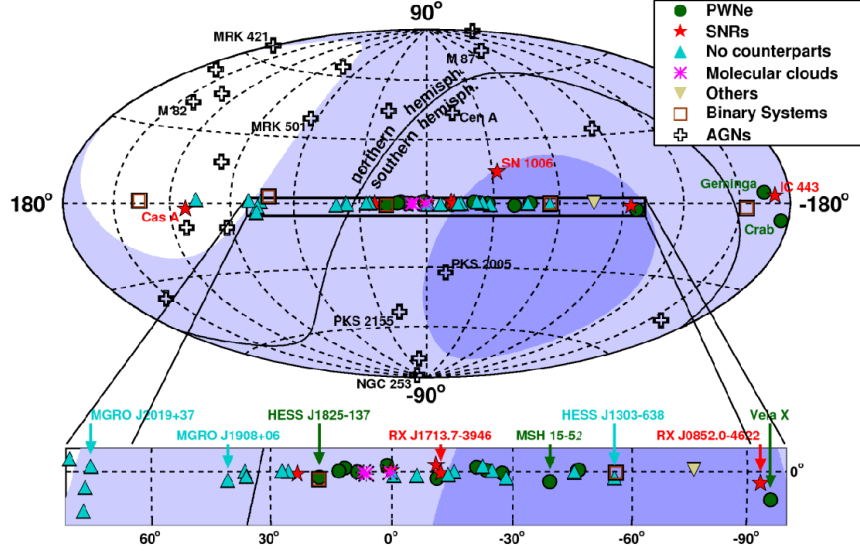 90°
PWNe
SNRs
No counterparts
Molecular clouds
Others
Binary Systems
AGNs
MRK 421
M 87
M 82
MRK 501
Cen A
northern hemisph.
southern hemisph.
SN 1006
Geminga
IC 443
180°
-180°
Cas A
Crab
PKS 2005
PKS 2155
NGC 253
-90°
MGRO J2019+37
HESS J1825-137
HESS J1303-638
Vela X
MGRO J1908+06
RX J1713.7-3946
MSH 15-52
RX J0852.0-4622
0°
60°
30°
0°
-30°
-60°
-90°